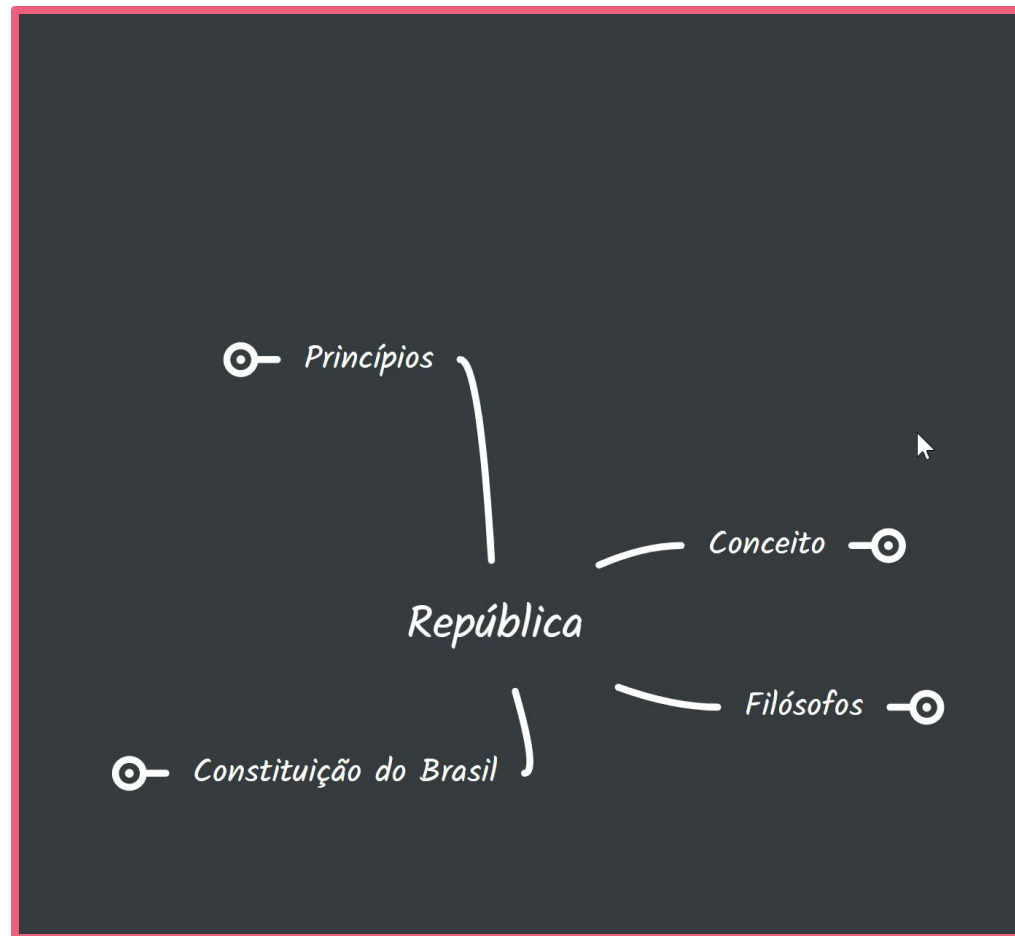 Princípios
Conceito
República
Filósofos
Constituição do Brasil